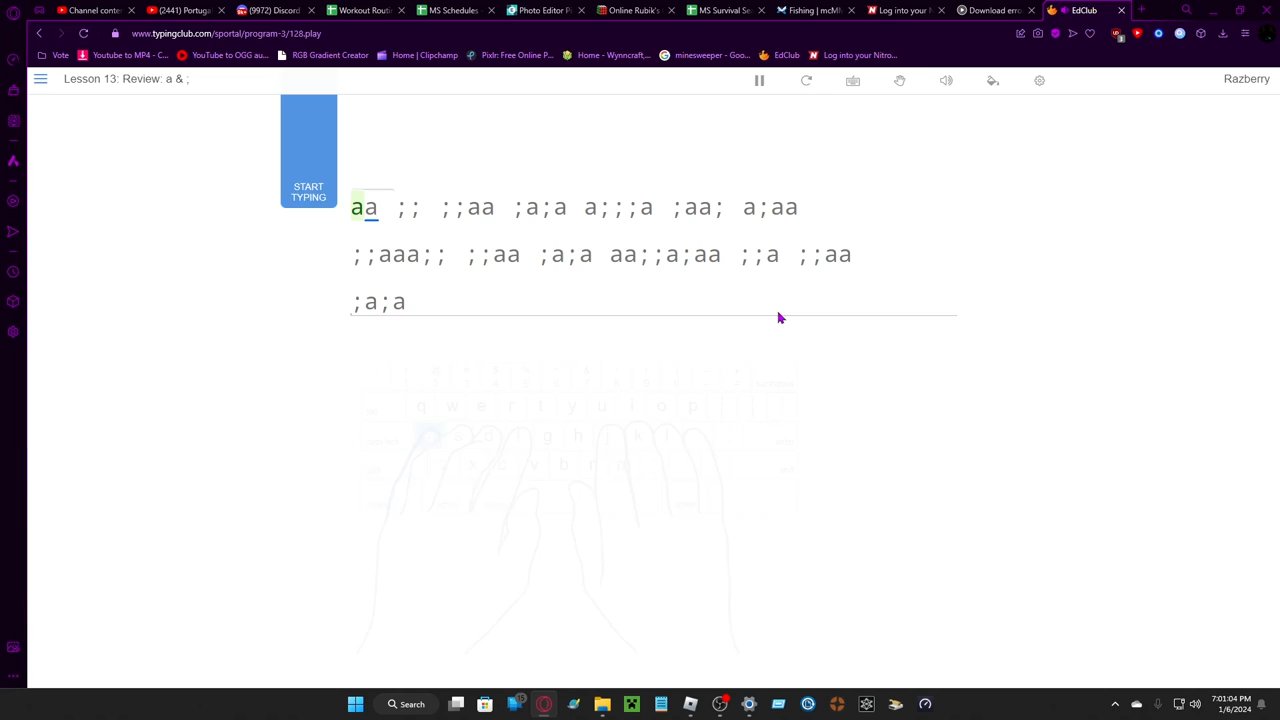 Channel conten
(2441) Portuga
(9972) Discord
Workout Routi
MS Schedules
Photo Editor P
Online Rubik's
MS Survival Se
Fishing | mcMM
Log into your N
Download erro
EdClub
www.typingclub.com/sportal/program-3/128.play
Vote
Youtube to MP4 - C...
YouTube to OGG au...
RGB Gradient Creator
Home | Clipchamp
Pixlr: Free Online P...
Home - Wynncraft,...
minesweeper - Goo...
EdClub
Log into your Nitro...
Lesson 13: Review: a & ;
Razberry
START
TYPING
aa ;; ;;aa ;a;a a;;;a ;aa; a;aa
;;aaa;; ;;aa ;a;a aa;;a;aa ;;a ;;aa
;a;a
q w e r t y u i o p
a s d f g h j k l
x c v b n m
Search
7:01:04 PM
1/6/2024